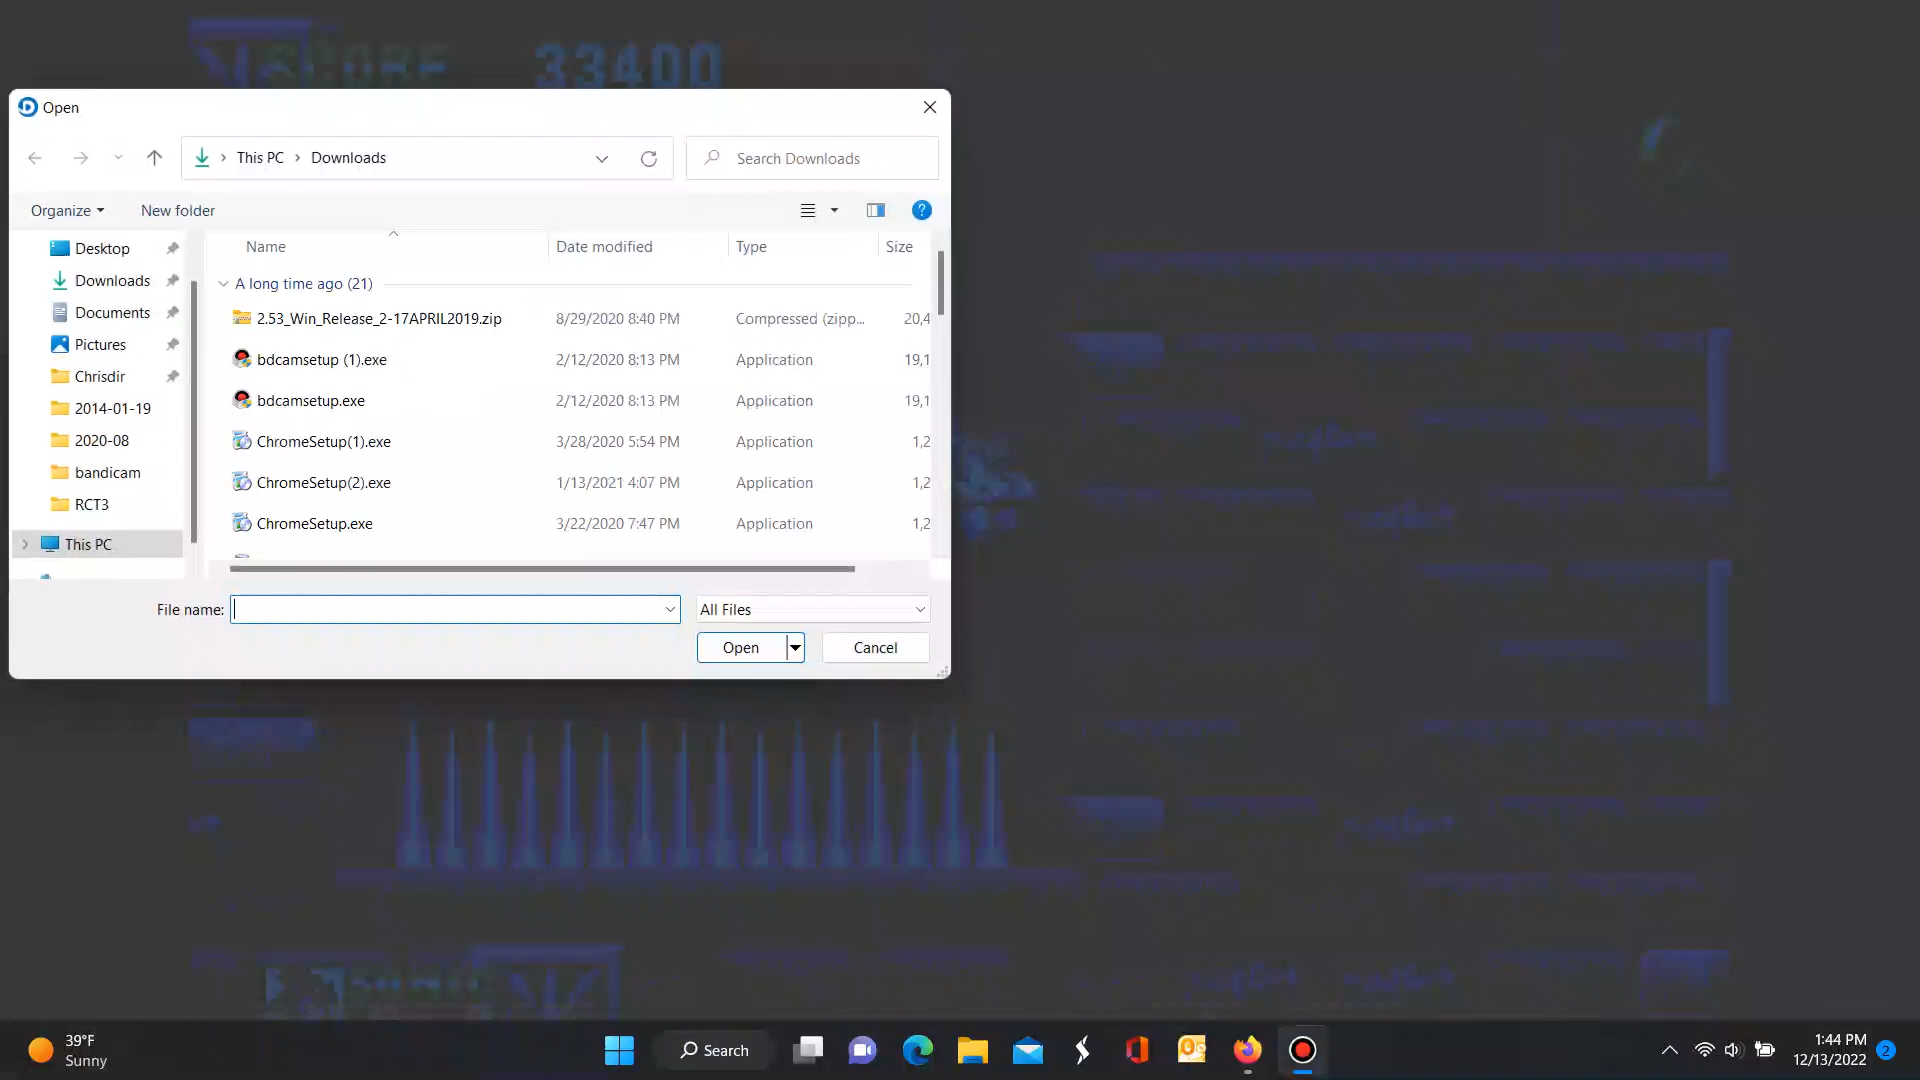 SCORE 33400
Open
This PC Downloads
Search Downloads
Organize
New folder
?
Desktop
Downloads
Documents
Pictures
Chrisdir
2014-01-19
2020-08
bandicam
RCT3
This PC
Name Date modified Type Size
A long time ago (21)
2.53_Win_Release_2-17APRIL2019.zip 8/29/2020 8:40 PM Compressed (zipp... 20,4
bdcamsetup (1).exe 2/12/2020 8:13 PM Application 19,1
bdcamsetup.exe 2/12/2020 8:13 PM Application 19,1
ChromeSetup(1).exe 3/28/2020 5:54 PM Application 1,2
ChromeSetup(2).exe 1/13/2021 4:07 PM Application 1,2
ChromeSetup.exe 3/22/2020 7:47 PM Application 1,2
File name:
All Files
Open
Cancel
39°F
Sunny
Search
1:44 PM
12/13/2022
2